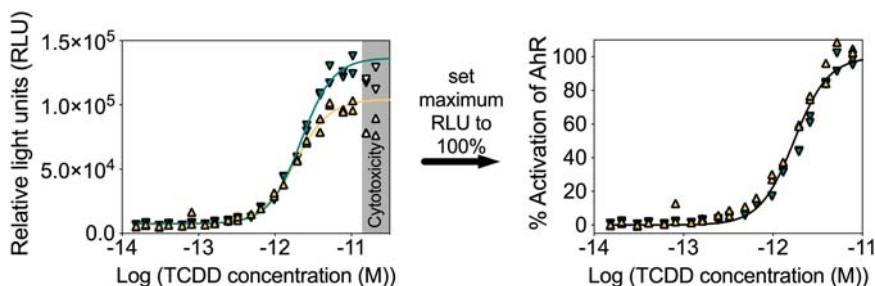 Relative light units (RLU)
1.5×10⁵
1.0×10⁵
5.0×10⁴
0.0
-14
-13
-12
-11
Log (TCDD concentration (M))
Cytotoxicity
set
maximum
RLU to
100%
% Activation of AhR
100
80
60
40
20
0
-14
-13
-12
-11
Log (TCDD concentration (M))